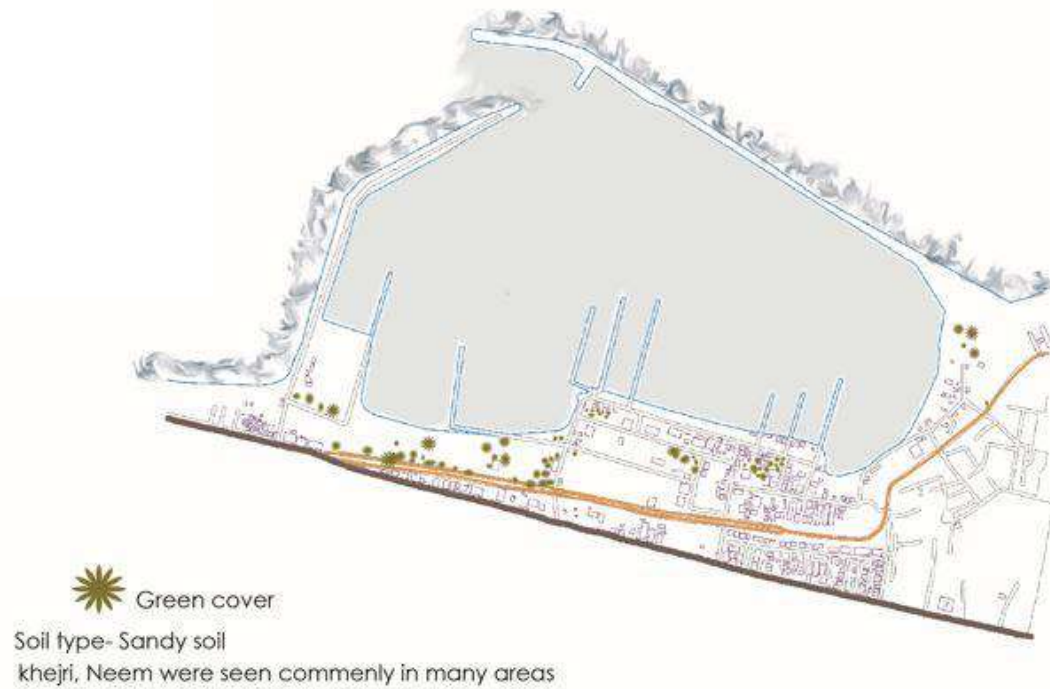 Green cover
Soil type- Sandy soil
khejri, Neem were seen commenly in many areas